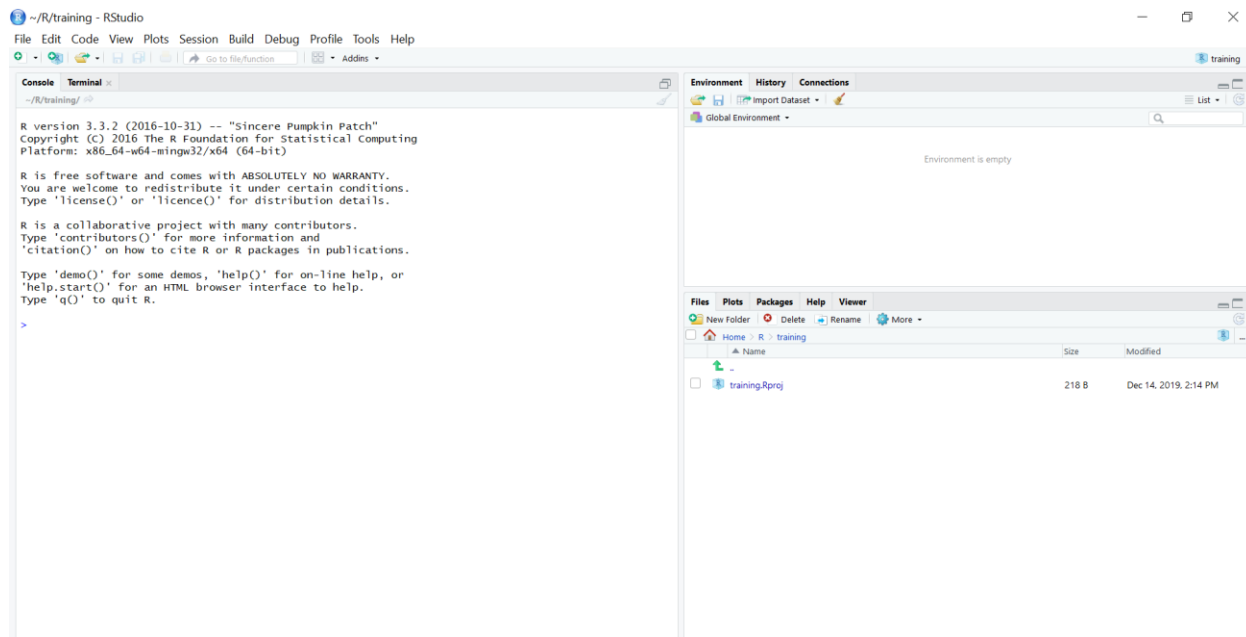 ~/R/training - RStudio
File Edit Code View Plots Session Build Debug Profile Tools Help
Go to file/function Addins training
Console Terminal
~/R/training/
R version 3.3.2 (2016-10-31) -- "Sincere Pumpkin Patch"
Copyright (C) 2016 The R Foundation for Statistical Computing
Platform: x86_64-w64-mingw32/x64 (64-bit)
R is free software and comes with ABSOLUTELY NO WARRANTY.
You are welcome to redistribute it under certain conditions.
Type 'license()' or 'licence()' for distribution details.
R is a collaborative project with many contributors.
Type 'contributors()' for more information and
'citation()' on how to cite R or R packages in publications.
Type 'demo()' for some demos, 'help()' for on-line help, or
'help.start()' for an HTML browser interface to help.
Type 'q()' to quit R.
>
Environment History Connections
Import Dataset List
Global Environment
Environment is empty
Files Plots Packages Help Viewer
New Folder Delete Rename More
Home > R > training ...
Name Size Modified
..
training.Rproj 218 B Dec 14, 2019, 2:14 PM